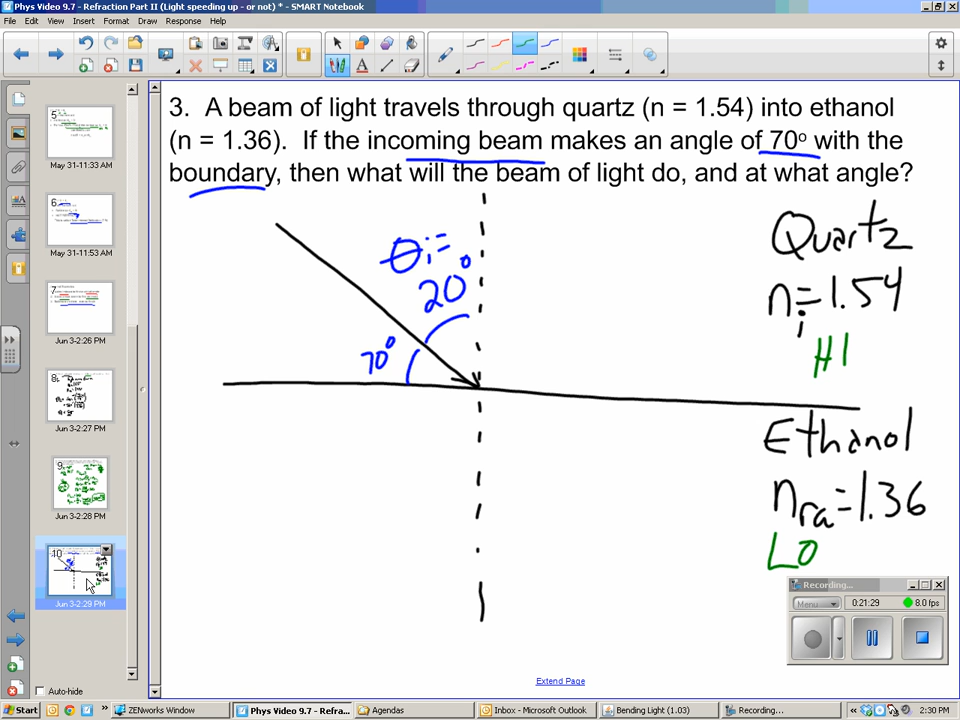 Phys Video 9.7 - Refraction Part II (Light speeding up - or not) * - SMART Notebook
File Edit View Insert Format Draw Response Help
5
May 31-11:33 AM
6
May 31-11:53 AM
7
Jun 3-2:26 PM
8
Jun 3-2:27 PM
9
Jun 3-2:28 PM
10
Jun 3-2:29 PM
Auto-hide
3. A beam of light travels through quartz (n = 1.54) into ethanol
(n = 1.36). If the incoming beam makes an angle of 70° with the
boundary, then what will the beam of light do, and at what angle?
θi=
20°
70°
Quartz
ni=1.54
HI
Ethanol
nra=1.36
LO
Extend Page
Recording...
Menu
0:21:29
8.0 fps
Start
ZENworks Window
Phys Video 9.7 - Refra...
Agendas
Inbox - Microsoft Outlook
Bending Light (1.03)
Recording...
2:30 PM